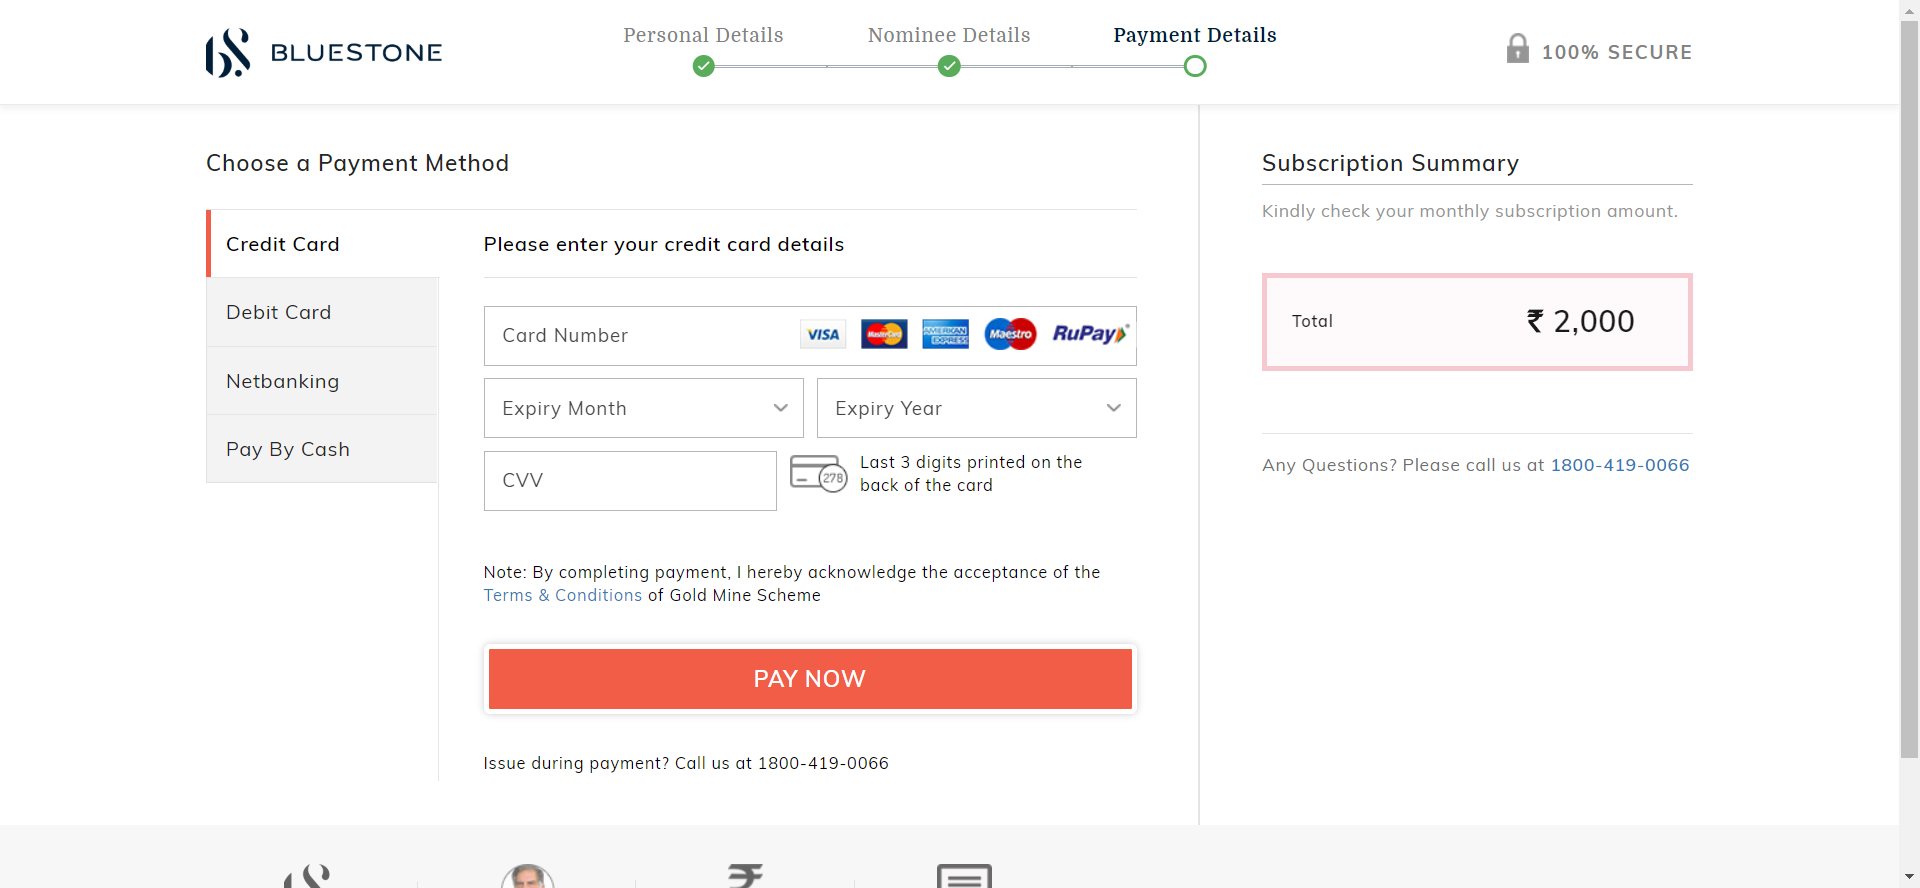 BLUESTONE
Personal Details
Nominee Details
Payment Details
100% SECURE
Choose a Payment Method
Credit Card
Debit Card
Netbanking
Pay By Cash
Please enter your credit card details
Card Number
VISA
MasterCard
AMERICAN EXPRESS
Maestro
RuPay
Expiry Month
Expiry Year
CVV
278
Last 3 digits printed on the
back of the card
Note: By completing payment, I hereby acknowledge the acceptance of the
Terms & Conditions of Gold Mine Scheme
PAY NOW
Issue during payment? Call us at 1800-419-0066
Subscription Summary
Kindly check your monthly subscription amount.
Total ₹ 2,000
Any Questions? Please call us at 1800-419-0066